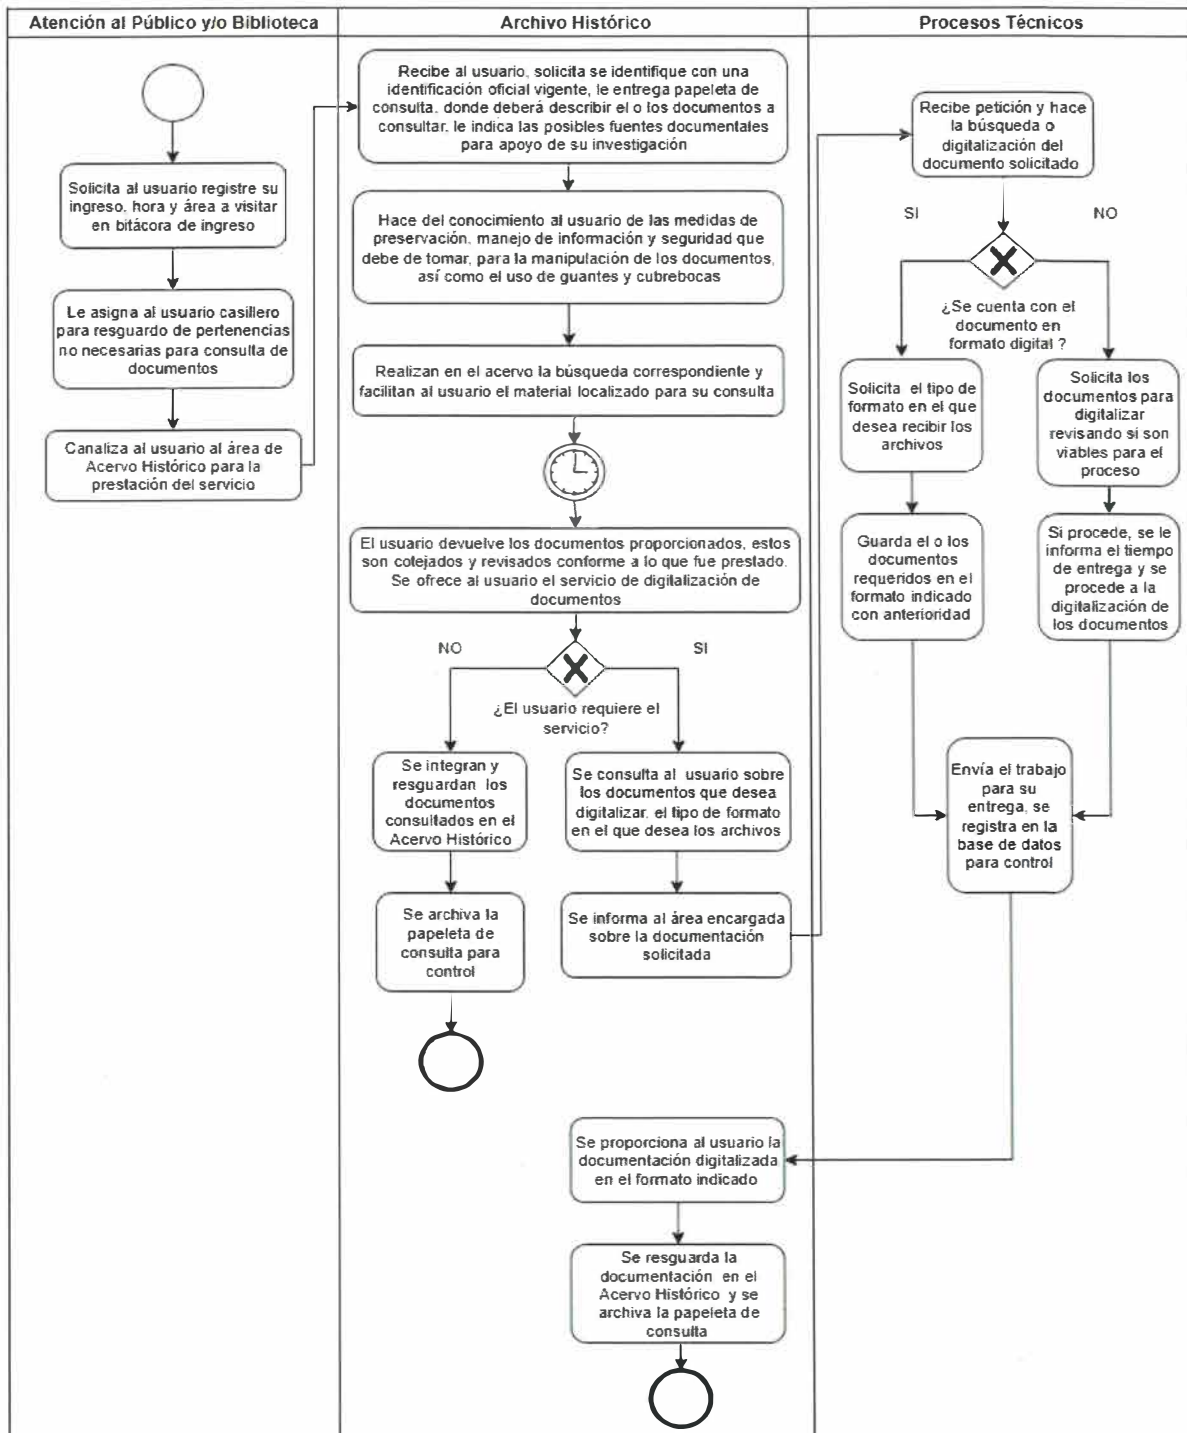 Atención al Público y/o Biblioteca
Solicita al usuario registre su
ingreso, hora y área a visitar
en bitácora de ingreso
Le asigna al usuario casillero
para resguardo de pertenencias
no necesarias para consulta de
documentos
Canaliza al usuario al área de
Acervo Histórico para la
prestación del servicio
Archivo Histórico
Recibe al usuario, solicita se identifique con una
identificación oficial vigente, le entrega papeleta de
consulta, donde deberá describir el o los documentos a
consultar, le indica las posibles fuentes documentales
para apoyo de su investigación
Hace del conocimiento al usuario de las medidas de
preservación, manejo de información y seguridad que
debe de tomar, para la manipulación de los documentos,
así como el uso de guantes y cubrebocas
Realizan en el acervo la búsqueda correspondiente y
facilitan al usuario el material localizado para su consulta
El usuario devuelve los documentos proporcionados, estos
son cotejados y revisados conforme a lo que fue prestado.
Se ofrece al usuario el servicio de digitalización de
documentos
NO
SI
¿El usuario requiere el
servicio?
Se integran y
resguardan los
documentos
consultados en el
Acervo Histórico
Se archiva la
papeleta de
consulta para
control
Se consulta al usuario sobre
los documentos que desea
digitalizar, el tipo de formato
en el que desea los archivos
Se informa al área encargada
sobre la documentación
solicitada
Procesos Técnicos
Recibe petición y hace
la búsqueda o
digitalización del
documento solicitado
SI
NO
¿Se cuenta con el
documento en
formato digital ?
Solicita el tipo de
formato en el que
desea recibir los
archivos
Guarda el o los
documentos
requeridos en el
formato indicado
con anterioridad
Solicita los
documentos para
digitalizar
revisando si son
viables para el
proceso
Si procede, se le
informa el tiempo
de entrega y se
procede a la
digitalización de
los documentos
Envía el trabajo
para su
entrega, se
registra en la
base de datos
para control
Se proporciona al usuario la
documentación digitalizada
en el formato indicado
Se resguarda la
documentación en el
Acervo Histórico y se
archiva la papeleta de
consulta